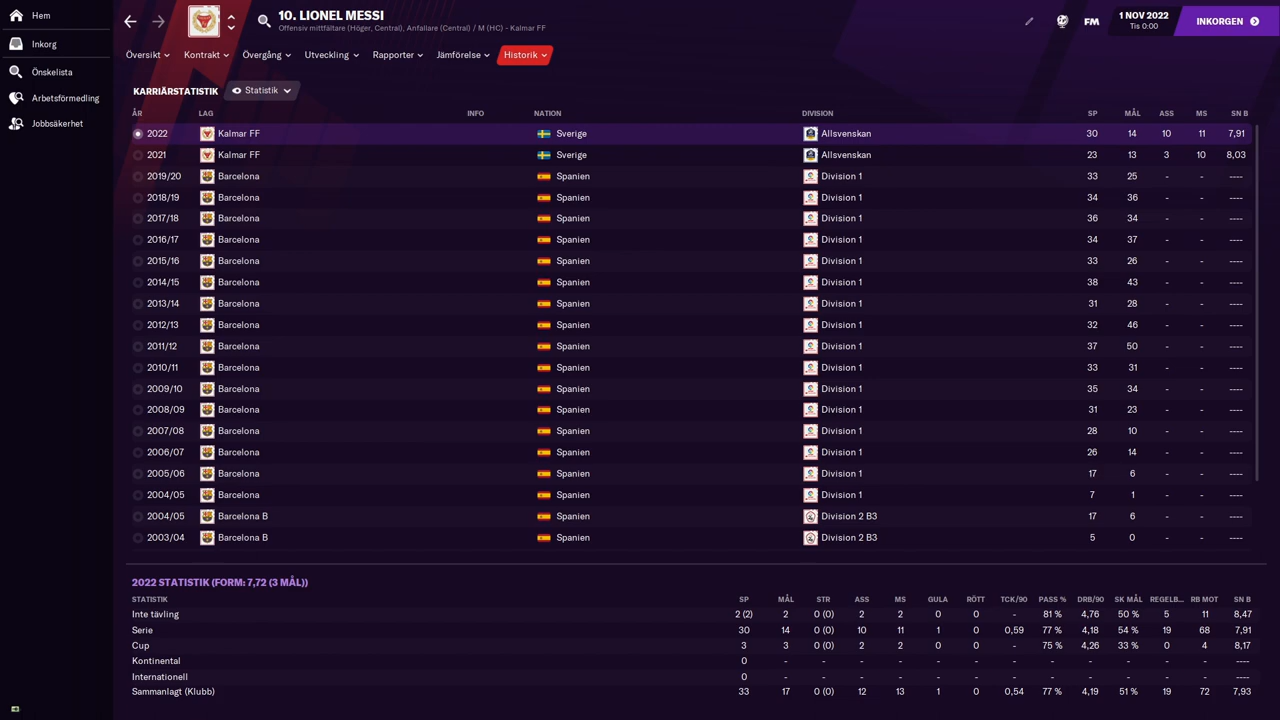 Hem
Inkorg
Önskelista
Arbetsförmedling
Jobbsäkerhet
10. LIONEL MESSI
Offensiv mittfältare (Höger, Central), Anfallare (Central) / M (HC) - Kalmar FF
FM
1 NOV 2022
Tis 0:00
INKORGEN
Översikt Kontrakt Övergång Utveckling Rapporter Jämförelse Historik
KARRIÄRSTATISTIK Statistik
ÅR LAG INFO NATION DIVISION SP MÅL ASS MS SN B
2022 Kalmar FF Sverige Allsvenskan 30 14 10 11 7,91
2021 Kalmar FF Sverige Allsvenskan 23 13 3 10 8,03
2019/20 Barcelona Spanien Division 1 33 25 - - ----
2018/19 Barcelona Spanien Division 1 34 36 - - ----
2017/18 Barcelona Spanien Division 1 36 34 - - ----
2016/17 Barcelona Spanien Division 1 34 37 - - ----
2015/16 Barcelona Spanien Division 1 33 26 - - ----
2014/15 Barcelona Spanien Division 1 38 43 - - ----
2013/14 Barcelona Spanien Division 1 31 28 - - ----
2012/13 Barcelona Spanien Division 1 32 46 - - ----
2011/12 Barcelona Spanien Division 1 37 50 - - ----
2010/11 Barcelona Spanien Division 1 33 31 - - ----
2009/10 Barcelona Spanien Division 1 35 34 - - ----
2008/09 Barcelona Spanien Division 1 31 23 - - ----
2007/08 Barcelona Spanien Division 1 28 10 - - ----
2006/07 Barcelona Spanien Division 1 26 14 - - ----
2005/06 Barcelona Spanien Division 1 17 6 - - ----
2004/05 Barcelona Spanien Division 1 7 1 - - ----
2004/05 Barcelona B Spanien Division 2 B3 17 6 - - ----
2003/04 Barcelona B Spanien Division 2 B3 5 0 - - ----
2022 STATISTIK (FORM: 7,72 (3 MÅL))
STATISTIK SP MÅL STR ASS MS GULA RÖTT TCK/90 PASS % DRB/90 SK MÅL REGELB... RB MOT SN B
Inte tävling 2 (2) 2 0 (0) 2 2 0 0 - 81 % 4,76 50 % 5 11 8,47
Serie 30 14 0 (0) 10 11 1 0 0,59 77 % 4,18 54 % 19 68 7,91
Cup 3 3 0 (0) 2 2 0 0 - 75 % 4,26 33 % 0 4 8,17
Kontinental 0 - - - - - - - - - - - - ----
Internationell 0 - - - - - - - - - - - - ----
Sammanlagt (Klubb) 33 17 0 (0) 12 13 1 0 0,54 77 % 4,19 51 % 19 72 7,93